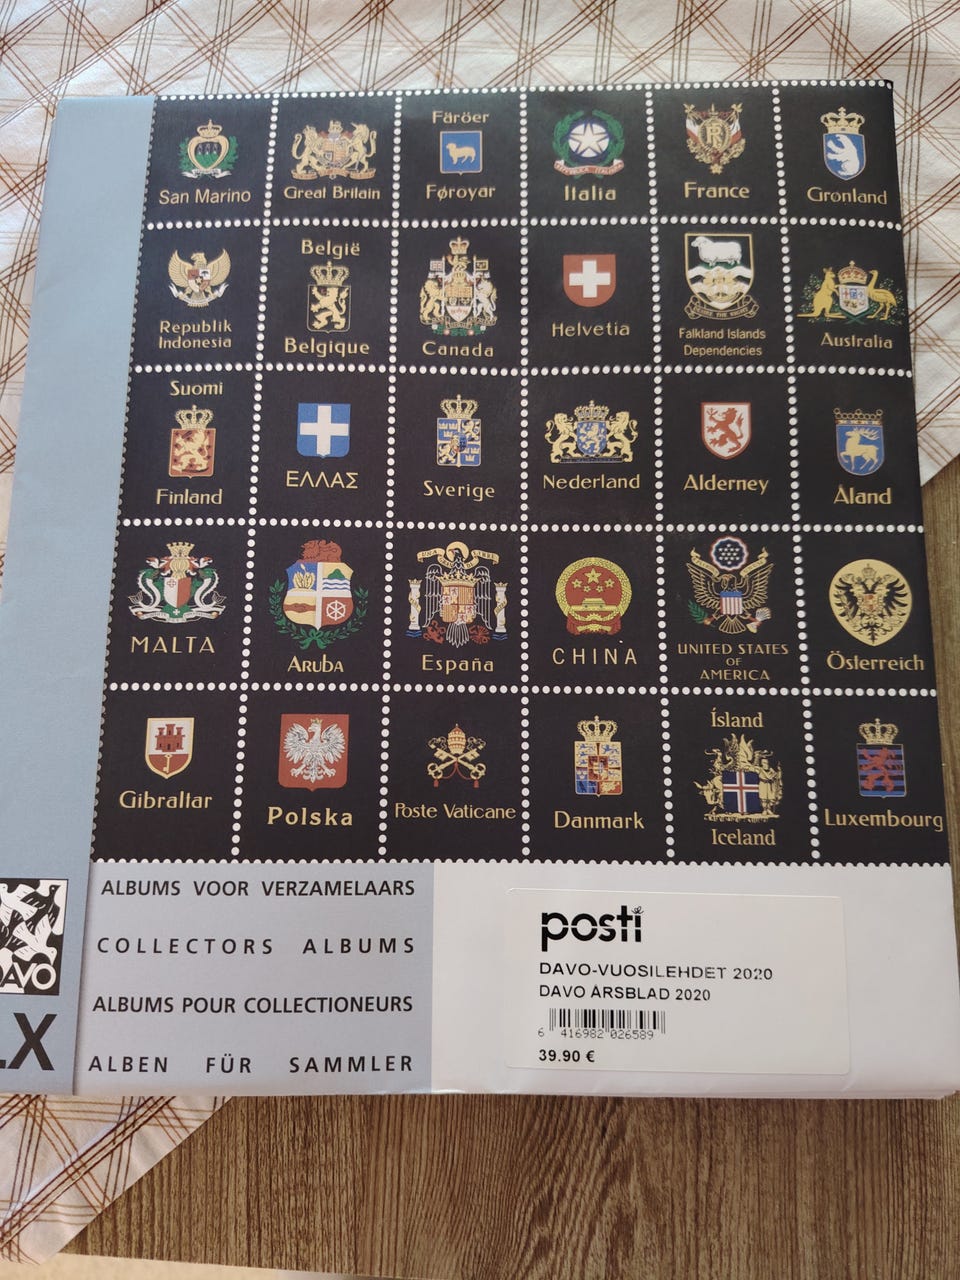 San Marino
Great Britain
Färöer
Føroyar
Italia
France
Grønland
Republik
Indonesia
België
Belgique
Canada
Helvetia
Falkland Islands
Dependencies
Australia
Suomi
Finland
ΕΛΛΑΣ
Sverige
Nederland
Alderney
Åland
MALTA
Aruba
España
CHINA
UNITED STATES
OF
AMERICA
Österreich
Gibraltar
Polska
Poste Vaticane
Danmark
Ísland
Iceland
Luxembourg
DAVO
LX
ALBUMS VOOR VERZAMELAARS
COLLECTORS ALBUMS
ALBUMS POUR COLLECTIONEURS
ALBEN FÜR SAMMLER
posti
DAVO-VUOSILEHDET 2020
DAVO ÅRSBLAD 2020
6 416982 026589
39.90 €